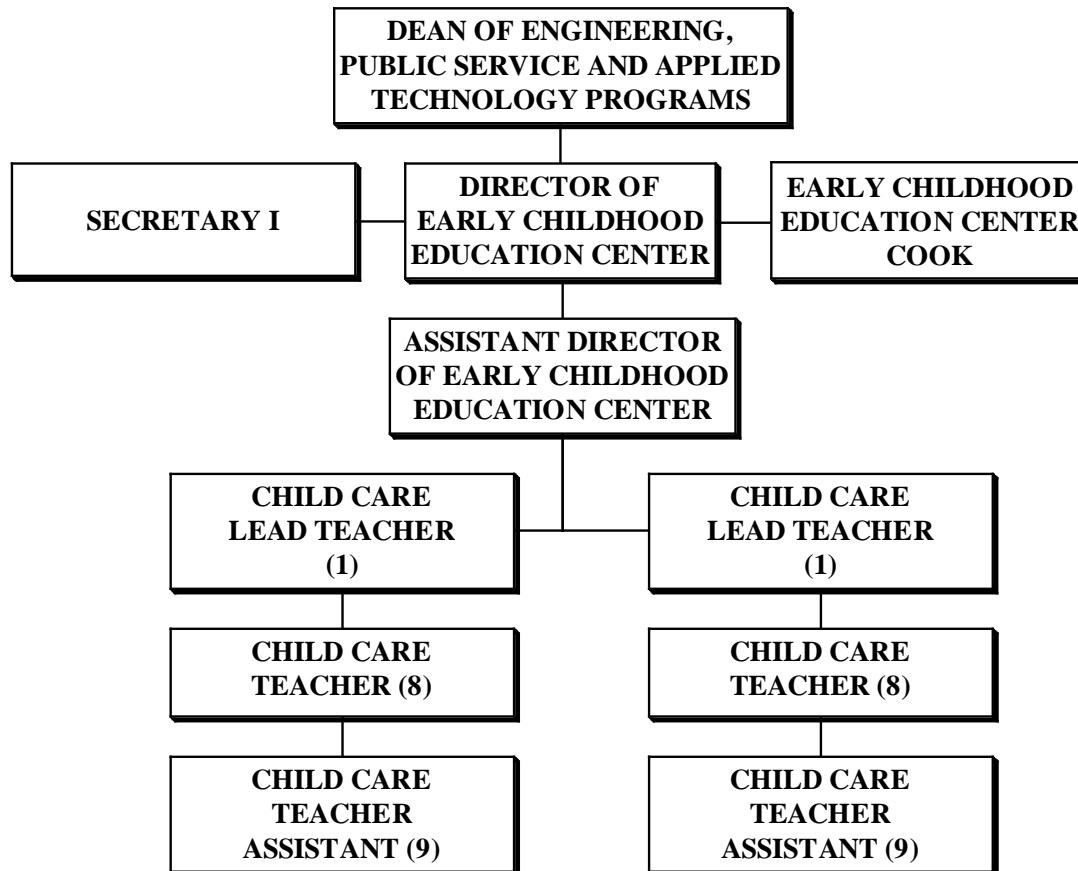 DEAN OF ENGINEERING,
PUBLIC SERVICE AND APPLIED
TECHNOLOGY PROGRAMS
SECRETARY I
DIRECTOR OF
EARLY CHILDHOOD
EDUCATION CENTER
EARLY CHILDHOOD
EDUCATION CENTER
COOK
ASSISTANT DIRECTOR
OF EARLY CHILDHOOD
EDUCATION CENTER
CHILD CARE
LEAD TEACHER
(1)
CHILD CARE
LEAD TEACHER
(1)
CHILD CARE
TEACHER (8)
CHILD CARE
TEACHER (8)
CHILD CARE
TEACHER
ASSISTANT (9)
CHILD CARE
TEACHER
ASSISTANT (9)